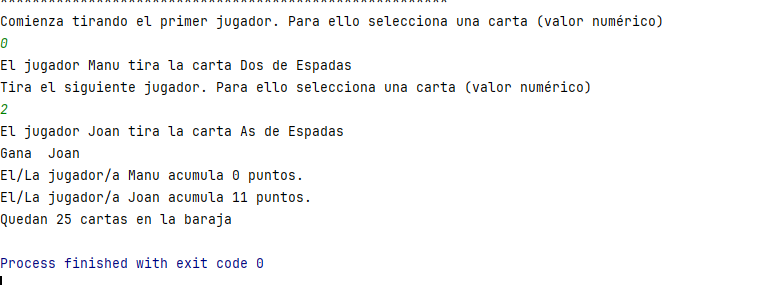 Comienza tirando el primer jugador. Para ello selecciona una carta (valor numérico)
0
El jugador Manu tira la carta Dos de Espadas
Tira el siguiente jugador. Para ello selecciona una carta (valor numérico)
2
El jugador Joan tira la carta As de Espadas
Gana  Joan
El/La jugador/a Manu acumula 0 puntos.
El/La jugador/a Joan acumula 11 puntos.
Quedan 25 cartas en la baraja
Process finished with exit code 0